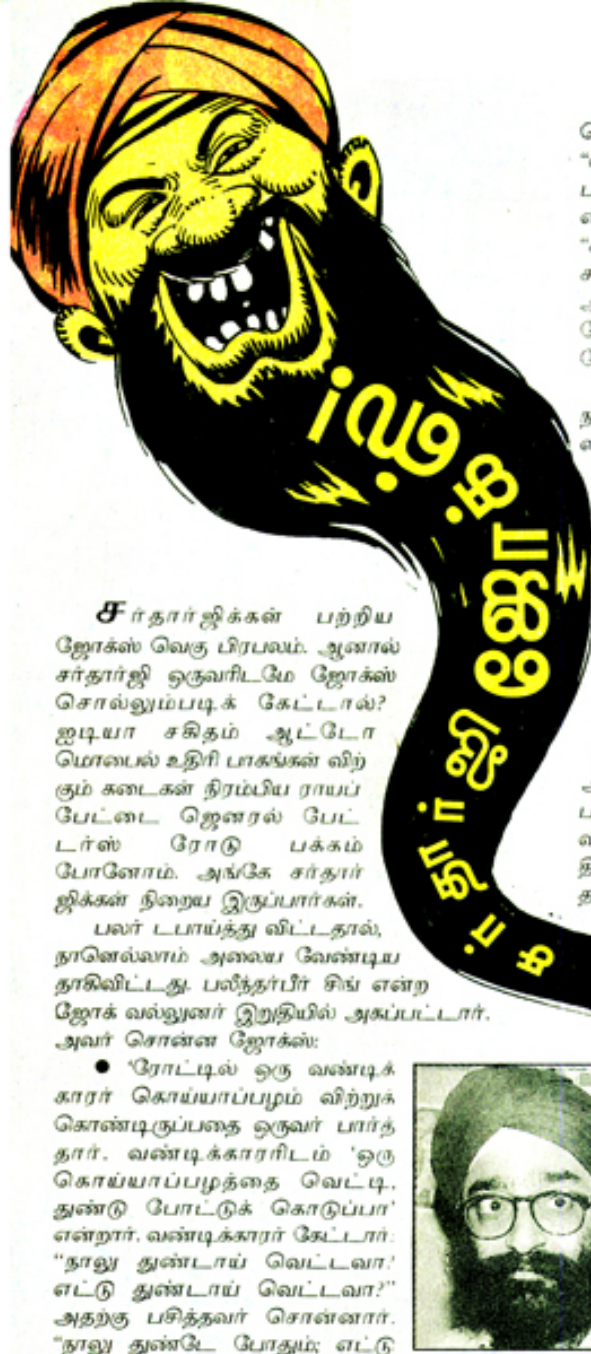 சர்தார்ஜி ஜோக்ஸ்!
சர்தார்ஜிக்கள் பற்றிய
ஜோக்ஸ் வெகு பிரபலம். ஆனால்
சர்தார்ஜி ஒருவரிடமே ஜோக்ஸ்
சொல்லும்படிக் கேட்டால்?
ஐடியா சகிதம் ஆட்டோ
மொபைல் உதிரி பாகங்கள் விற்
கும் கடைகள் நிரம்பிய ராயப்
பேட்டை ஜெனரல் பேட்
டர்ஸ் ரோடு பக்கம்
போனோம். அங்கே சர்தார்
ஜிக்கள் நிறைய இருப்பார்கள்.
பலர் டபாய்த்து விட்டதால்,
நானெல்லாம் அலைய வேண்டிய
தாகிவிட்டது. பலீந்தர்பீர் சிங் என்ற
ஜோக் வல்லுனர் இறுதியில் அகப்பட்டார்.
அவர் சொன்ன ஜோக்ஸ்:
● 'ரோட்டில் ஒரு வண்டிக்
காரர் கொய்யாப்பழம் விற்றுக்
கொண்டிருப்பதை ஒருவர் பார்த்
தார். வண்டிக்காரரிடம் 'ஒரு
கொய்யாப்பழத்தை வெட்டி,
துண்டு போட்டுக் கொடுப்பா'
என்றார். வண்டிக்காரர் கேட்டார்:
"நாலு துண்டாய் வெட்டவா?
எட்டு துண்டாய் வெட்டவா?"
அதற்கு பசித்தவர் சொன்னார்.
"நாலு துண்டே போதும்; எட்டு